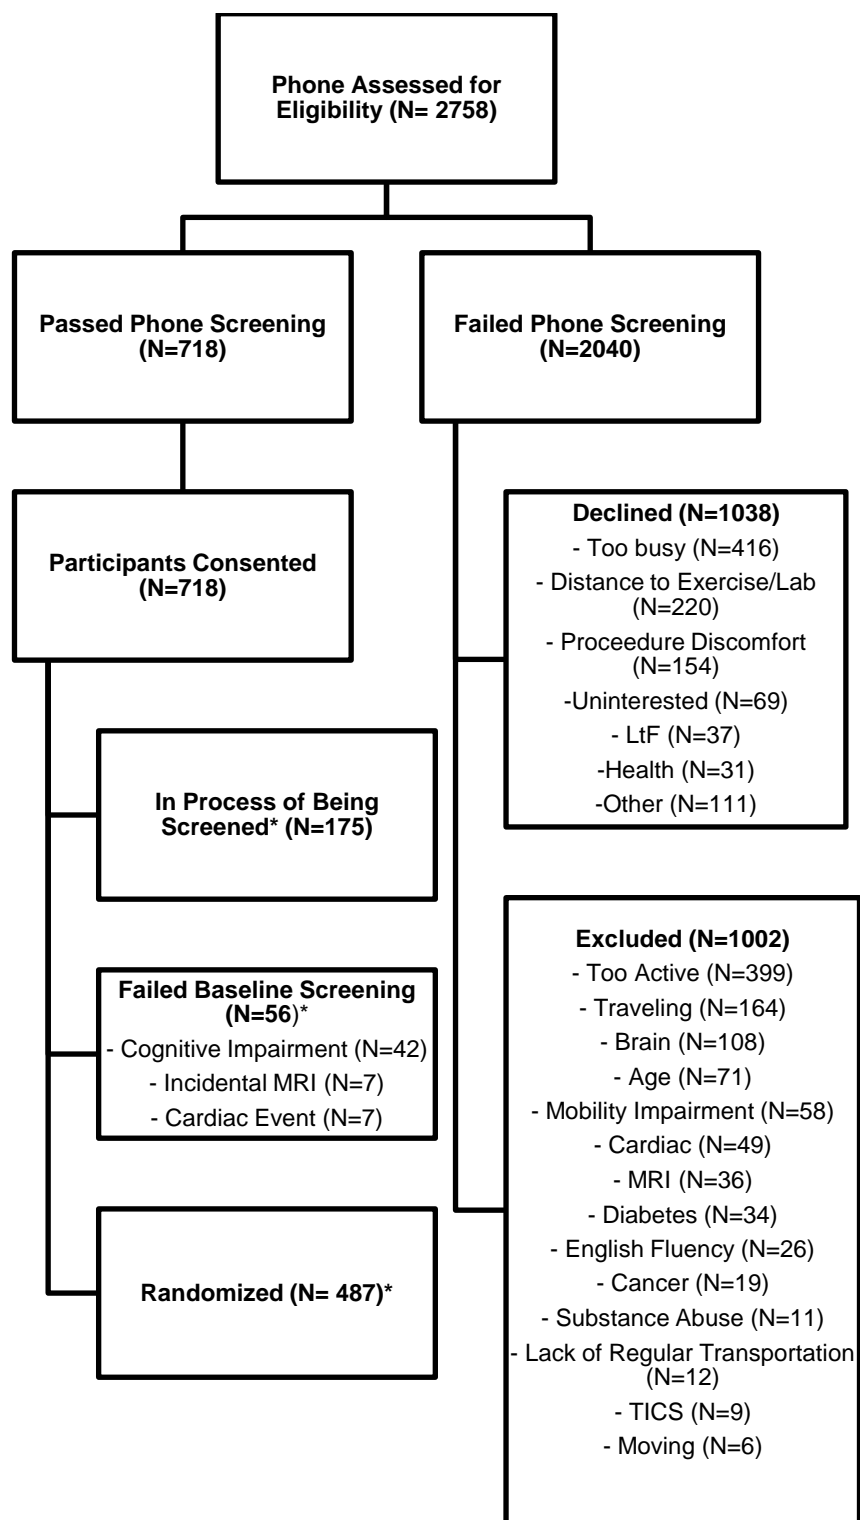 Phone Assessed for
Eligibility (N= 2758)
Passed Phone Screening
(N=718)
Failed Phone Screening
(N=2040)
Participants Consented
(N=718)
Declined (N=1038)
- Too busy (N=416)
- Distance to Exercise/Lab
(N=220)
- Proceedure Discomfort
(N=154)
-Uninterested (N=69)
- LtF (N=37)
-Health (N=31)
-Other (N=111)
In Process of Being
Screened* (N=175)
Failed Baseline Screening
(N=56)*
- Cognitive Impairment (N=42)
- Incidental MRI (N=7)
- Cardiac Event (N=7)
Randomized (N= 487)*
Excluded (N=1002)
- Too Active (N=399)
- Traveling (N=164)
- Brain (N=108)
- Age (N=71)
- Mobility Impairment (N=58)
- Cardiac (N=49)
- MRI (N=36)
- Diabetes (N=34)
- English Fluency (N=26)
- Cancer (N=19)
- Substance Abuse (N=11)
- Lack of Regular Transportation
(N=12)
- TICS (N=9)
- Moving (N=6)